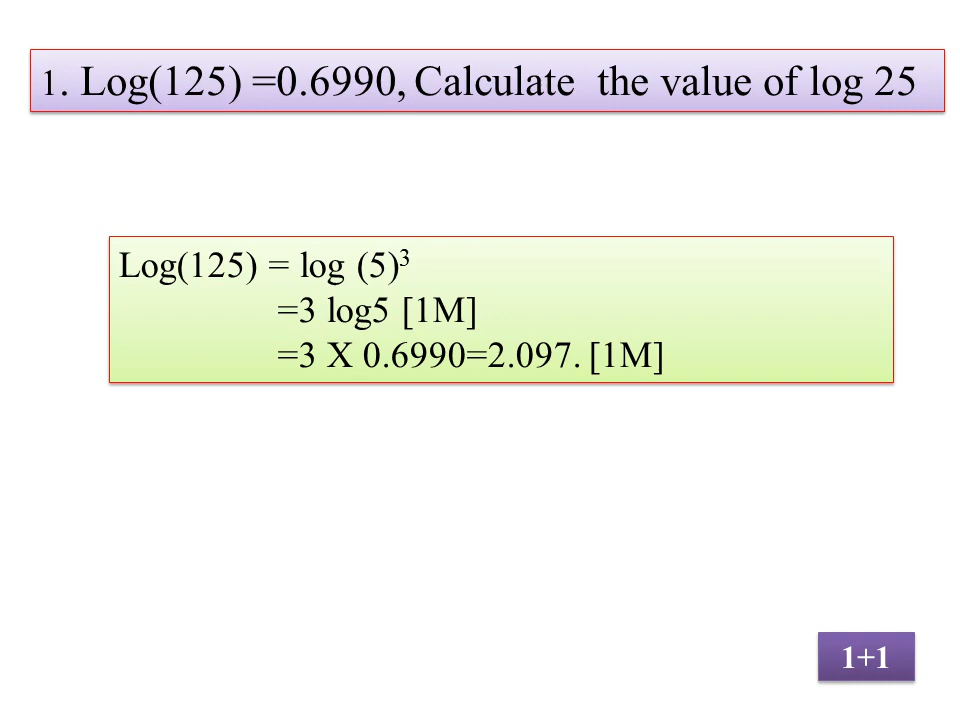 1. Log(125) =0.6990, Calculate  the value of log 25
Log(125) = log (5)³
=3 log5 [1M]
=3 X 0.6990=2.097. [1M]
1+1